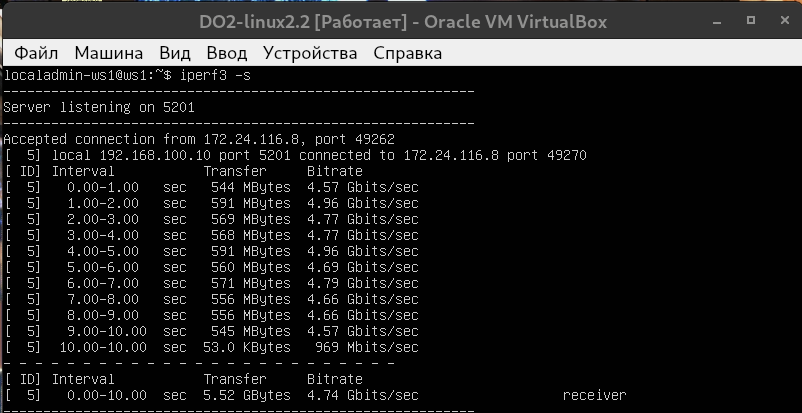 DO2-linux2.2 [Работает] - Oracle VM VirtualBox
Файл Машина Вид Ввод Устройства Справка
localadmin-ws1@ws1:~$ iperf3 -s
-----------------------------------------------------------
Server listening on 5201
-----------------------------------------------------------
Accepted connection from 172.24.116.8, port 49262
[  5] local 192.168.100.10 port 5201 connected to 172.24.116.8 port 49270
[ ID] Interval           Transfer     Bitrate
[  5]   0.00-1.00   sec   544 MBytes  4.57 Gbits/sec
[  5]   1.00-2.00   sec   591 MBytes  4.96 Gbits/sec
[  5]   2.00-3.00   sec   569 MBytes  4.77 Gbits/sec
[  5]   3.00-4.00   sec   568 MBytes  4.77 Gbits/sec
[  5]   4.00-5.00   sec   591 MBytes  4.96 Gbits/sec
[  5]   5.00-6.00   sec   560 MBytes  4.69 Gbits/sec
[  5]   6.00-7.00   sec   571 MBytes  4.79 Gbits/sec
[  5]   7.00-8.00   sec   556 MBytes  4.66 Gbits/sec
[  5]   8.00-9.00   sec   556 MBytes  4.66 Gbits/sec
[  5]   9.00-10.00  sec   545 MBytes  4.57 Gbits/sec
[  5]  10.00-10.00  sec  53.0 KBytes   969 Mbits/sec
- - - - - - - - - - - - - - - - - - - - - - - - -
[ ID] Interval           Transfer     Bitrate
[  5]   0.00-10.00  sec  5.52 GBytes  4.74 Gbits/sec                  receiver
-----------------------------------------------------------